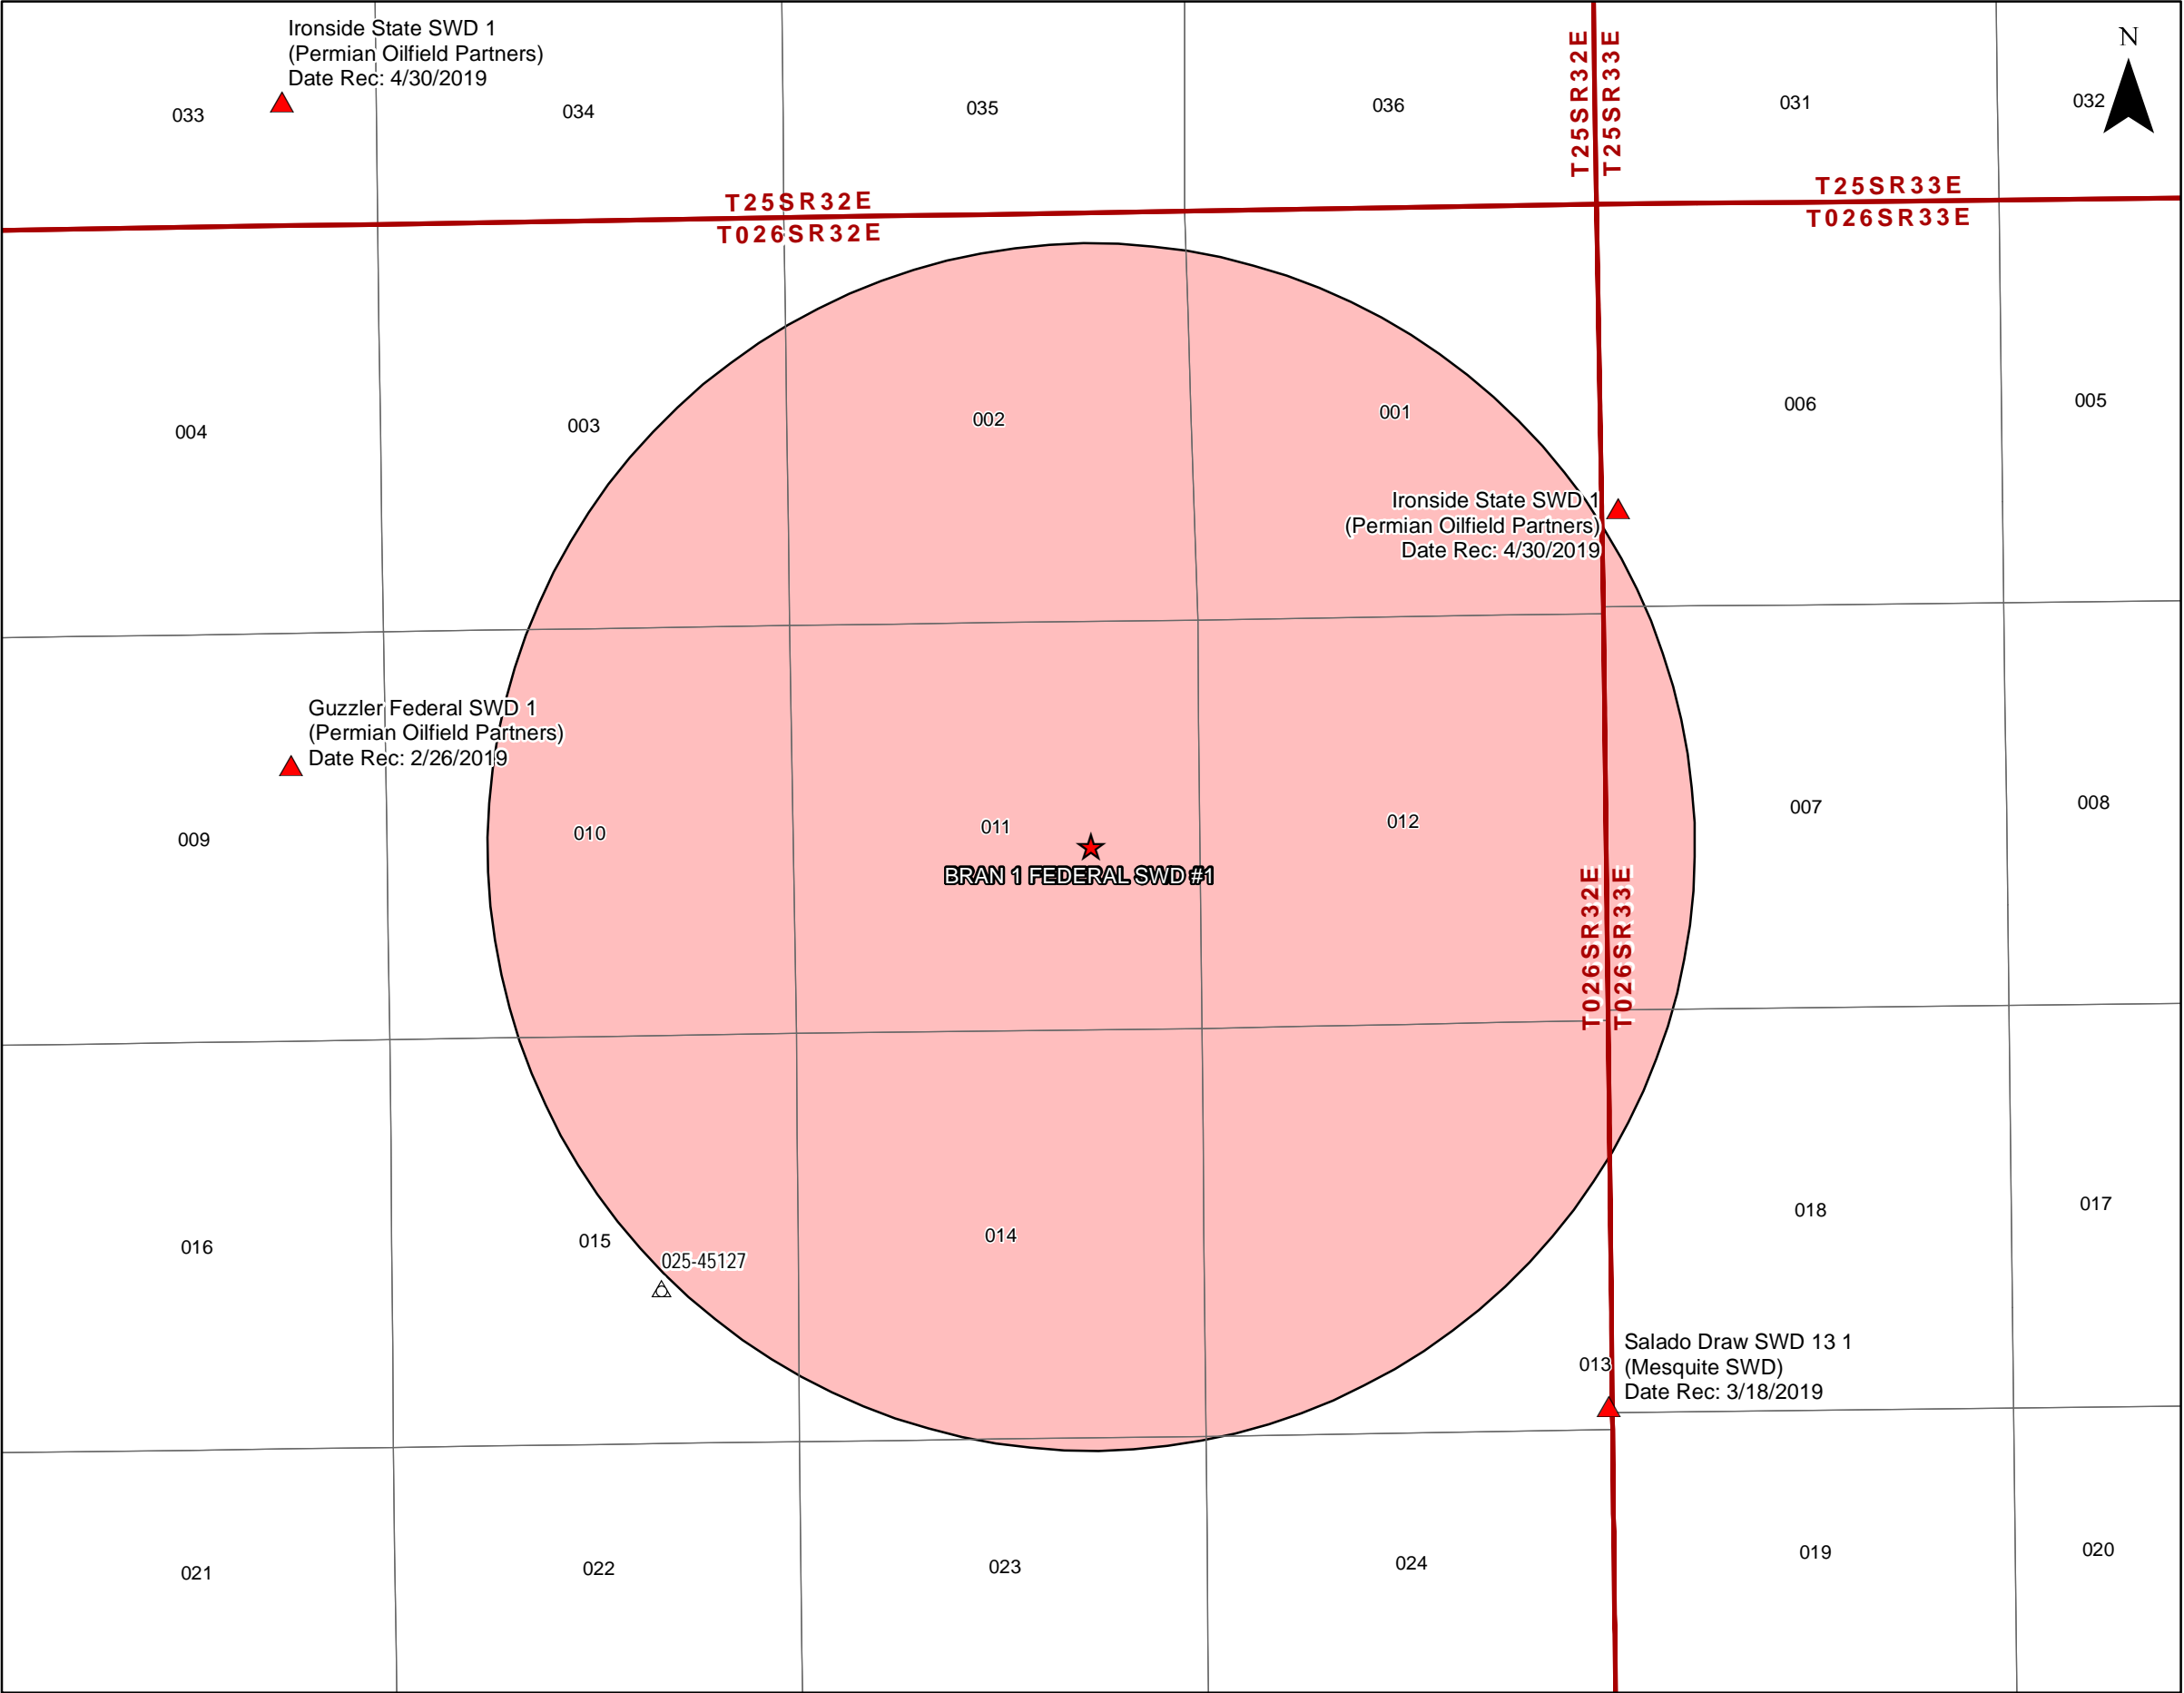 Ironside State SWD 1
(Permian Oilfield Partners)
Date Rec: 4/30/2019
N
033
034
035
036
031
032
T25SR32E
T25SR33E
T25SR32E
T026SR32E
T25SR33E
T026SR33E
004
003
002
001
006
005
Ironside State SWD 1
(Permian Oilfield Partners)
Date Rec: 4/30/2019
Guzzler Federal SWD 1
(Permian Oilfield Partners)
Date Rec: 2/26/2019
009
010
011
012
007
008
BRAN 1 FEDERAL SWD #1
T026SR32E
T026SR33E
016
015
014
018
017
025-45127
013
Salado Draw SWD 13 1
(Mesquite SWD)
Date Rec: 3/18/2019
021
022
023
024
019
020